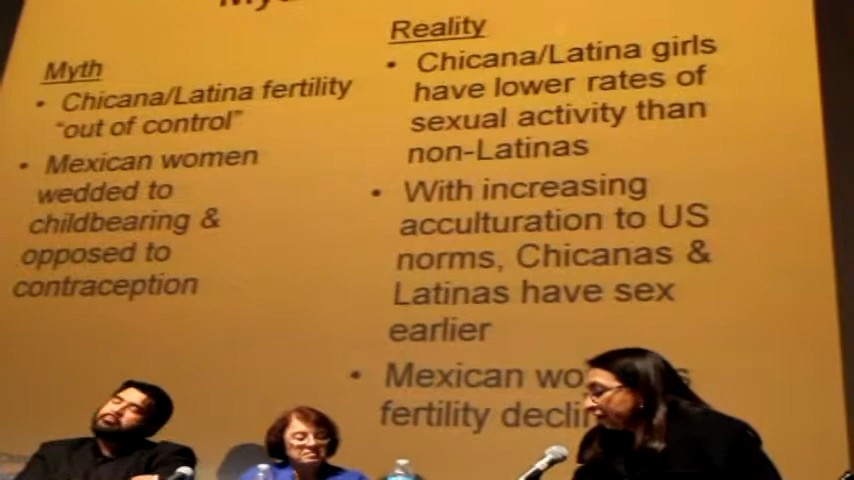 Myth
• Chicana/Latina fertility
"out of control"
• Mexican women
wedded to
childbearing &
opposed to
contraception
Reality
• Chicana/Latina girls
have lower rates of
sexual activity than
non-Latinas
• With increasing
acculturation to US
norms, Chicanas &
Latinas have sex
earlier
• Mexican
fertility